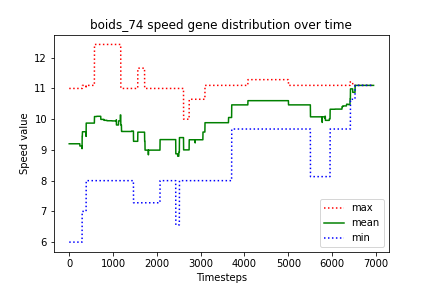 boids_74 speed gene distribution over time
Speed value
12
11
10
9
8
7
6
0
1000
2000
3000
4000
5000
6000
7000
Timesteps
max
mean
min